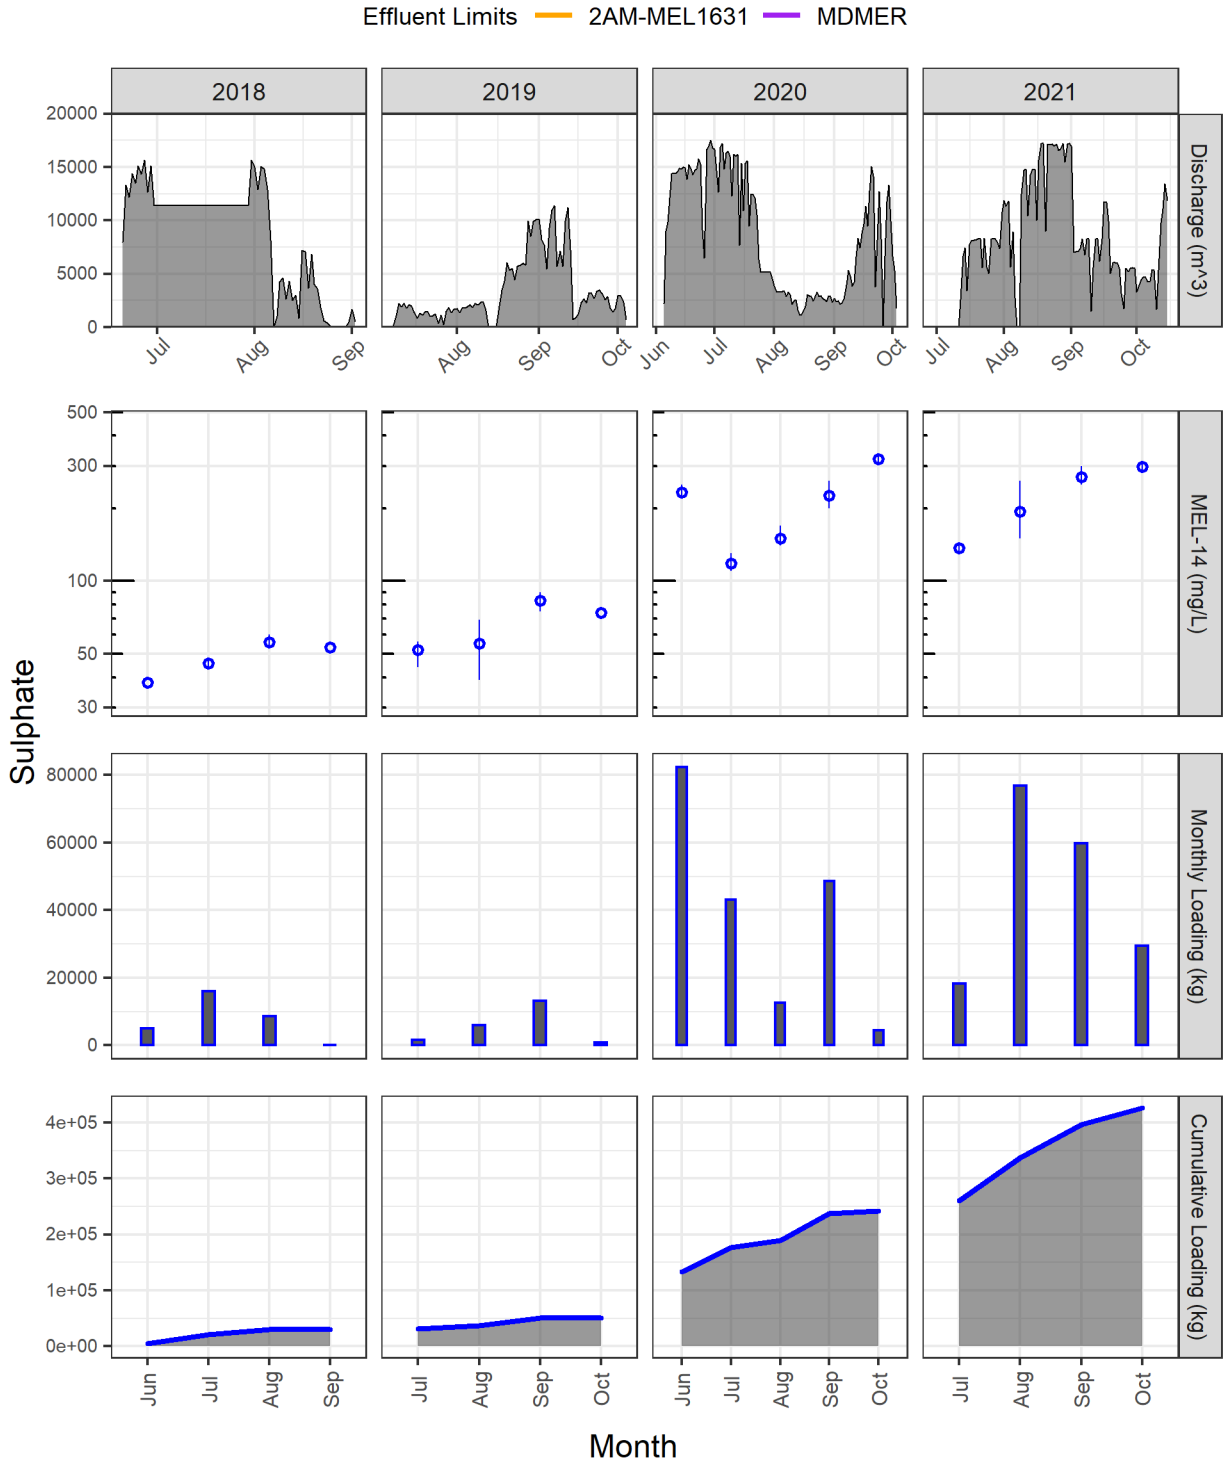 Effluent Limits 2AM-MEL1631 MDMER
2018 2019 2020 2021
20000
15000
10000
5000
0
Discharge (m^3)
Jul Aug Sep Aug Sep Oct Jun Jul Aug Sep Oct Jul Aug Sep Oct
500
300
100
50
30
MEL-14 (mg/L)
Sulphate
80000
60000
40000
20000
0
Monthly Loading (kg)
4e+05
3e+05
2e+05
1e+05
0e+00
Cumulative Loading (kg)
Jun Jul Aug Sep Jul Aug Sep Oct Jun Jul Aug Sep Oct Jul Aug Sep Oct
Month